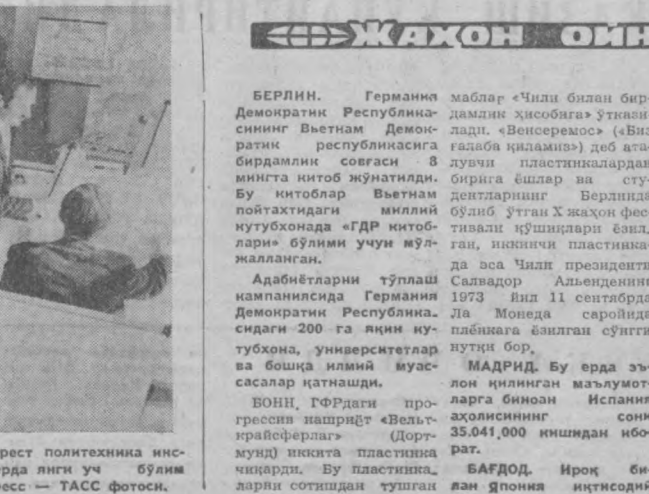 ЖАҲОН ОЙН
БЕРЛИН. Германия
Демократик Республика-
сининг Вьетнам Демок-
ратик республикасига
бирдамлик совғаси 8
мингта китоб жўнатилди.
Бу китоблар Вьетнам
пойтахтидаги миллий
кутубхонада «ГДР китоб-
лари» бўлими учун мўл-
жалланган.
Адабиётларни тўплаш
кампаниясида Германия
Демократик Республика-
сидаги 200 га яқин ку-
тубхона, университетлар
ва бошқа илмий муас-
сасалар қатнашди.
БОНН. ГФРдаги про-
грессив нашриёт «Вельт-
крайсферлаг» (Дорт-
мунд) иккита пластинка
чиқарди. Бу пластинка-
ларни сотишдан тушган
маблағ «Чили билан бир-
дамлик ҳисобига» ўткази-
лади. «Венсеремос» («Биз
ғалаба қиламиз») деб ата-
лувчи пластинкалардан
бирига ёшлар ва сту-
дентларнинг Берлинда
бўлиб ўтган X жаҳон фес-
тивали қўшиқлари ёзил-
ган, иккинчи пластинка-
да эса Чили президенти
Сальвадор Альенденинг
1973 йил 11 сентябрда
Ла Монеда саройида
плёнкага ёзилган сўнгги
нутқи бор.
МАДРИД. Бу ерда эъ-
лон қилинган маълумот-
ларга биноан Испания
аҳолисининг сони
35.041.000 кишидан ибо-
рат.
БАҒДОД. Ироқ би-
лан Япония иқтисодий
рест политехника инс-
рда янги уч бўлим
ресс — ТАСС фотоси.